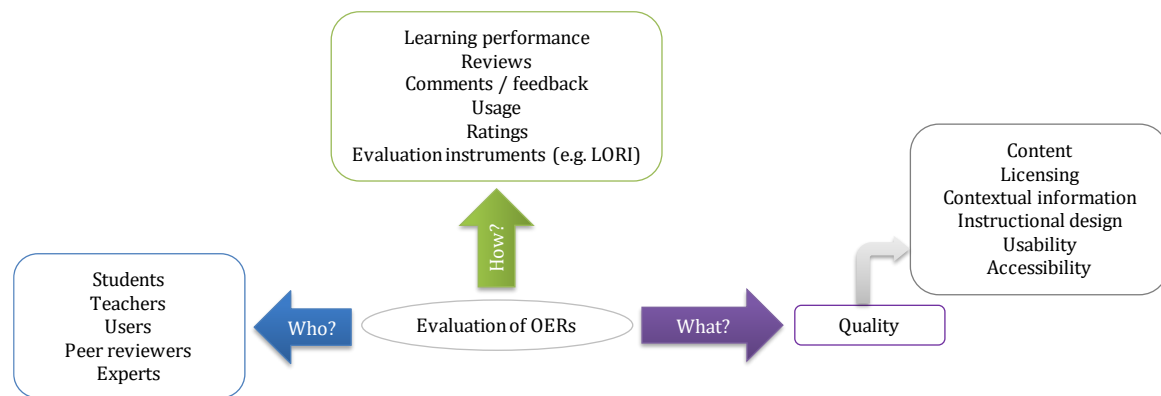 Learning performance
Reviews
Comments / feedback
Usage
Ratings
Evaluation instruments (e.g. LORI)
How?
Students
Teachers
Users
Peer reviewers
Experts
Who?
Evaluation of OERs
What?
Quality
Content
Licensing
Contextual information
Instructional design
Usability
Accessibility